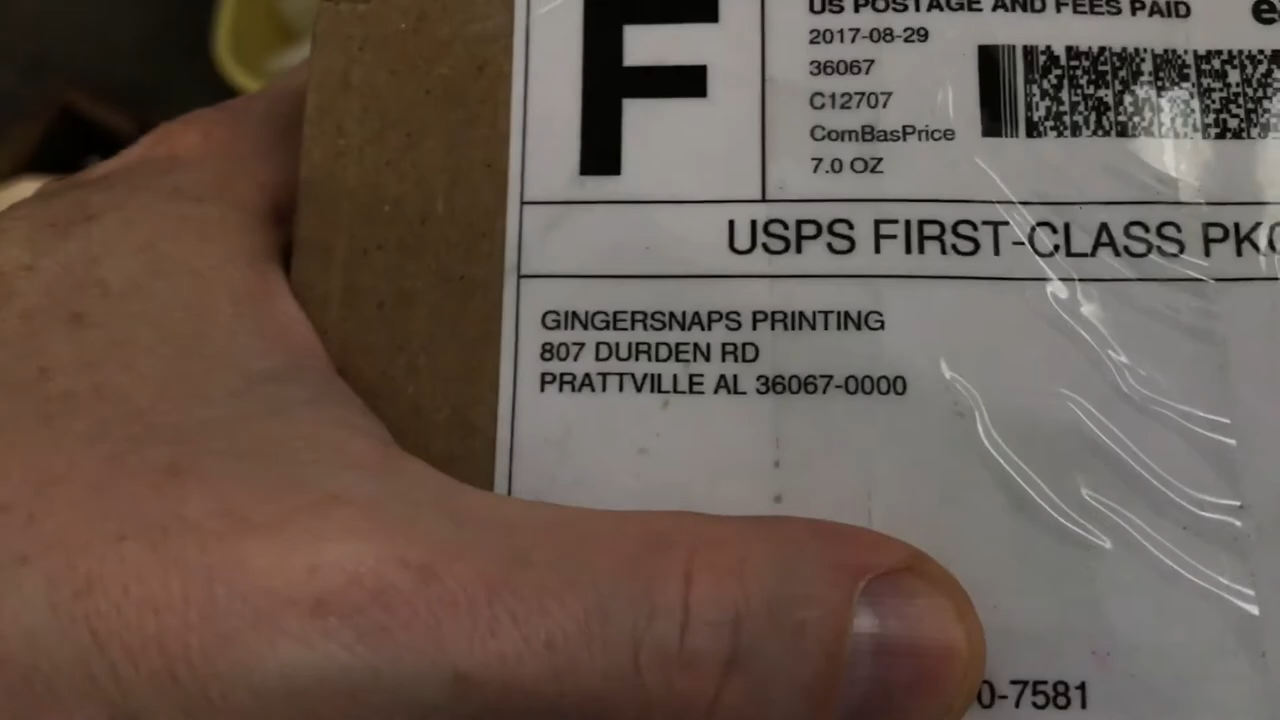 F
US POSTAGE AND FEES PAID
2017-08-29
36067
C12707
ComBasPrice
7.0 OZ
USPS FIRST-CLASS
GINGERSNAPS PRINTING
807 DURDEN RD
PRATTVILLE AL 36067-0000
0-7581